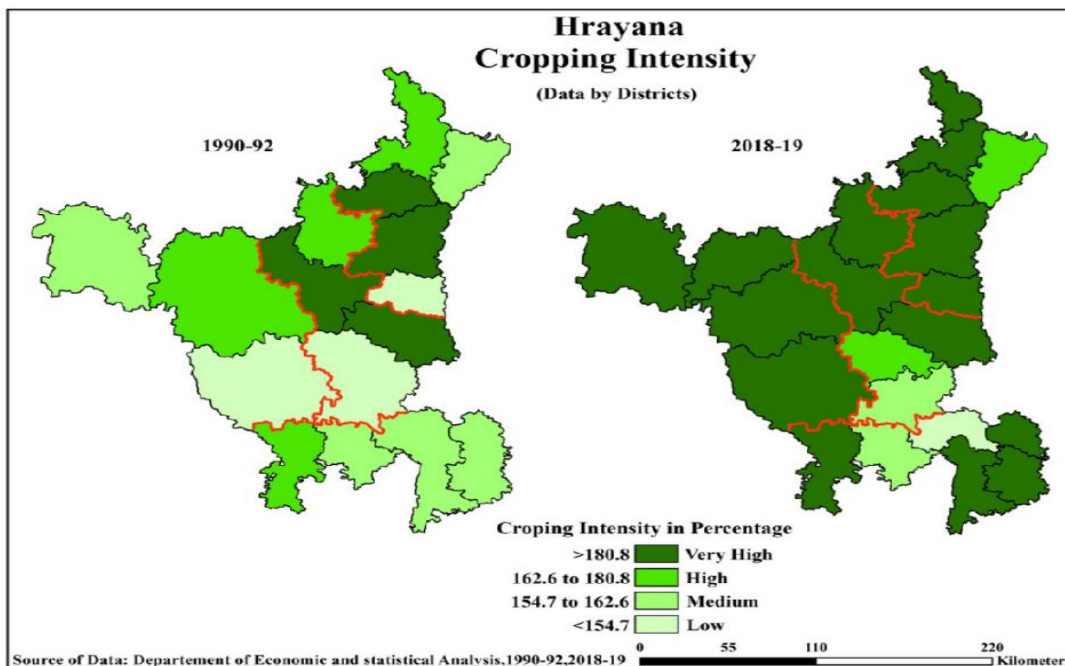 Hrayana
Cropping Intensity
(Data by Districts)
1990-92
2018-19
Croping Intensity in Percentage
>180.8 Very High
162.6 to 180.8 High
154.7 to 162.6 Medium
<154.7 Low
Source of Data: Departement of Economic and statistical Analysis,1990-92,2018-19
0 55 110 220
Kilometer